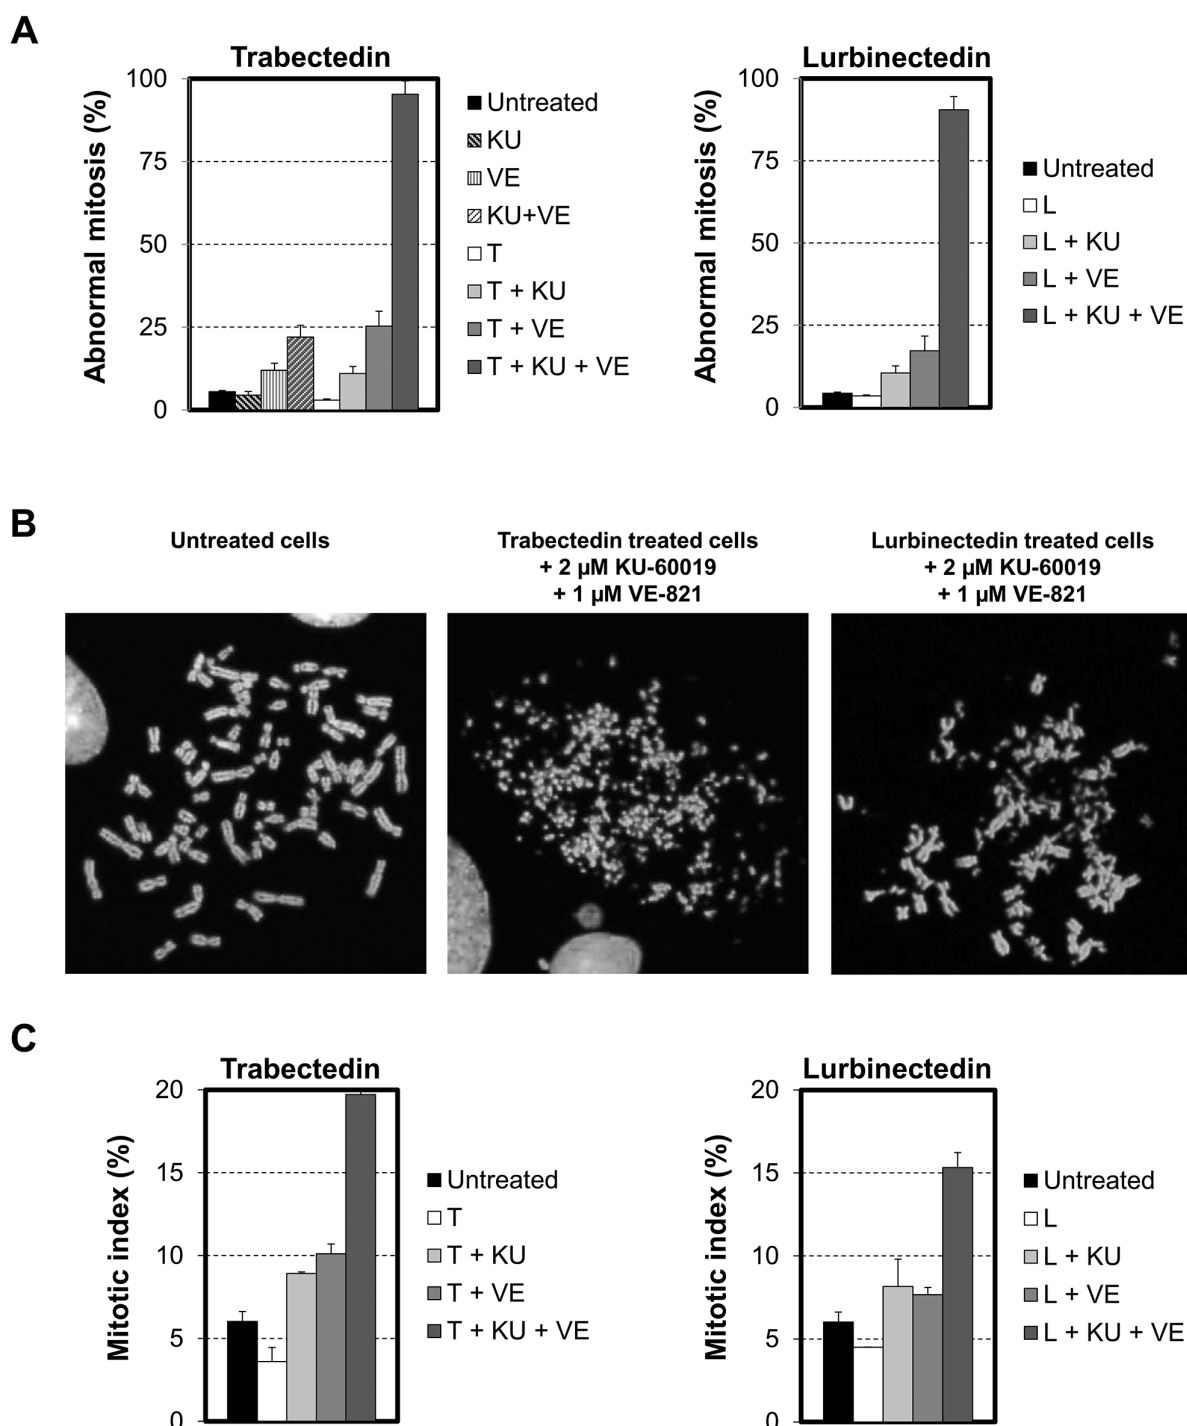 A
Trabectedin
Abnormal mitosis (%)
100
75
50
25
0
Untreated
KU
VE
KU+VE
T
T + KU
T + VE
T + KU + VE
Lurbinectedin
Abnormal mitosis (%)
100
75
50
25
0
Untreated
L
L + KU
L + VE
L + KU + VE
B
Untreated cells
Trabectedin treated cells
+ 2 µM KU-60019
+ 1 µM VE-821
Lurbinectedin treated cells
+ 2 µM KU-60019
+ 1 µM VE-821
C
Trabectedin
Mitotic index (%)
20
15
10
5
0
Untreated
T
T + KU
T + VE
T + KU + VE
Lurbinectedin
Mitotic index (%)
20
15
10
5
0
Untreated
L
L + KU
L + VE
L + KU + VE